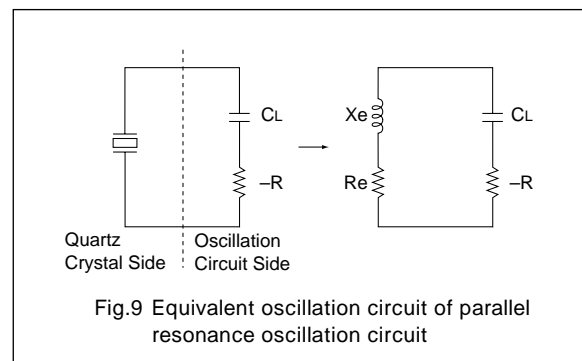 CL
–R
Quartz
Crystal Side
Oscillation
Circuit Side
Xe
Re
CL
–R
Fig.9 Equivalent oscillation circuit of parallel
resonance oscillation circuit